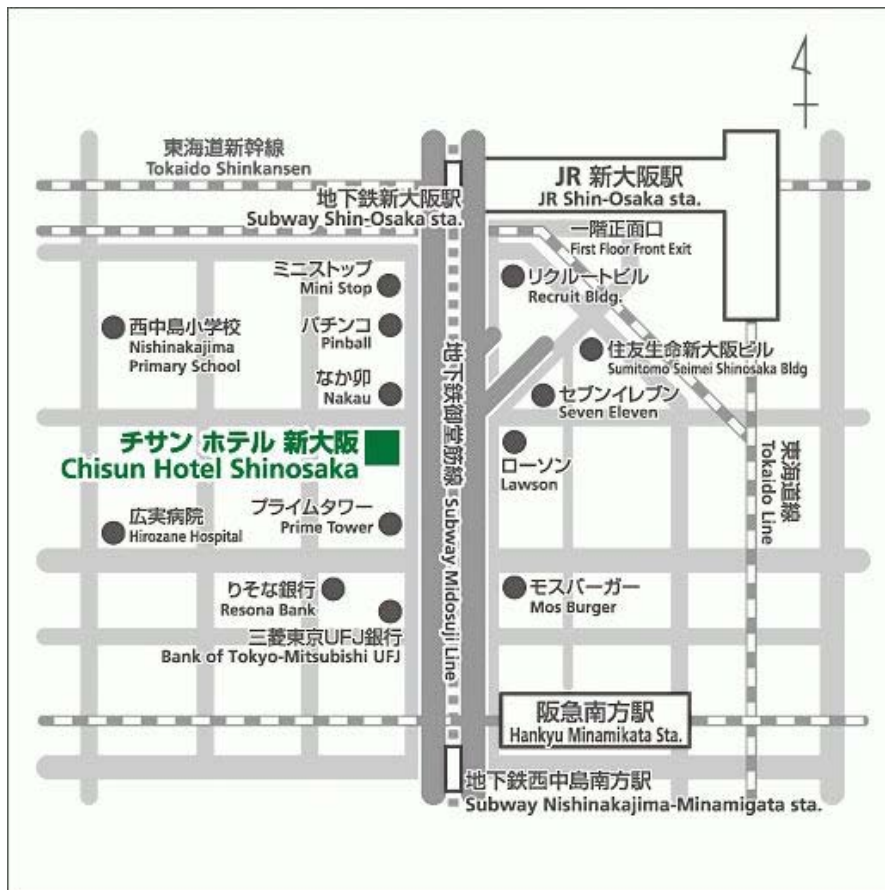 東海道新幹線
Tokaido Shinkansen
地下鉄新大阪駅
Subway Shin-Osaka sta.
JR 新大阪駅
JR Shin-Osaka sta.
一階正面口
First Floor Front Exit
ミニストップ
Mini Stop
リクルートビル
Recruit Bldg.
西中島小学校
Nishinakajima
Primary School
パチンコ
Pinball
住友生命新大阪ビル
Sumitomo Seimei Shinosaka Bldg
なか卯
Nakau
セブンイレブン
Seven Eleven
地下鉄御堂筋線 Subway Midosuji Line
チサン ホテル 新大阪
Chisun Hotel Shinosaka
ローソン
Lawson
東海道線
Tokaido Line
広実病院
Hirozane Hospital
プライムタワー
Prime Tower
りそな銀行
Resona Bank
モスバーガー
Mos Burger
三菱東京UFJ銀行
Bank of Tokyo-Mitsubishi UFJ
阪急南方駅
Hankyu Minamikata Sta.
地下鉄西中島南方駅
Subway Nishinakajima-Minamigata sta.